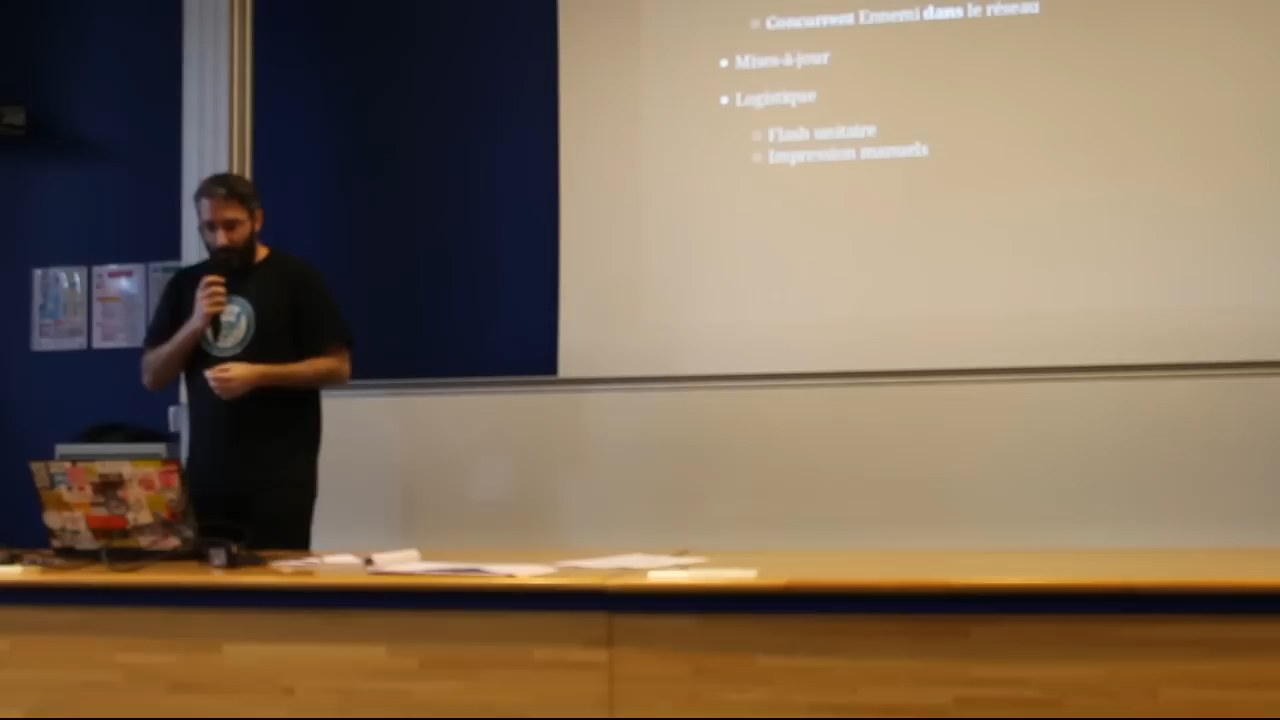 Concurrent Ennemi dans le réseau
Mises-à-jour
Logistique
Flash unitaire
Impression manuels